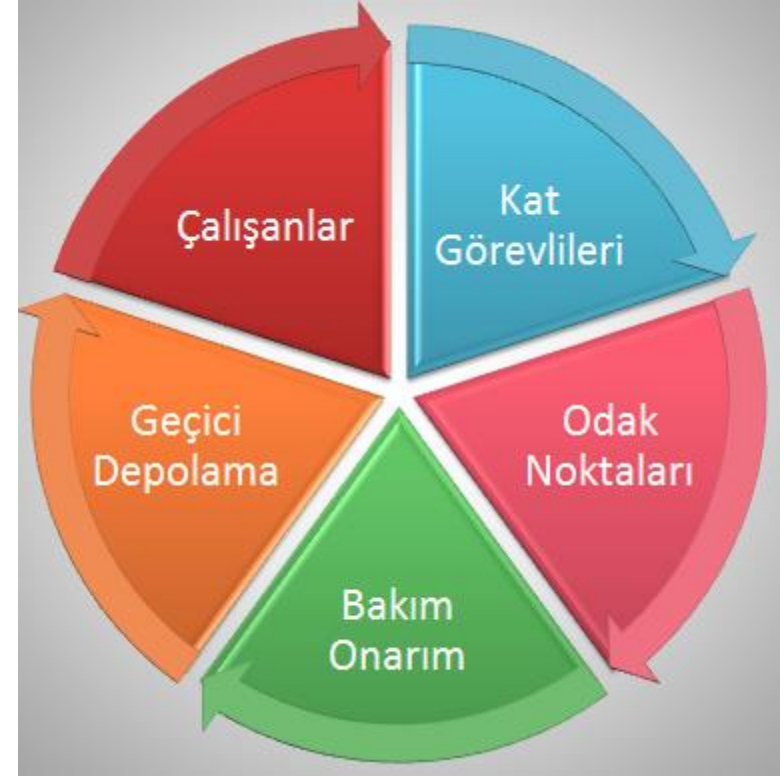 Çalışanlar
Kat
Görevlileri
Geçici
Depolama
Odak
Noktaları
Bakım
Onarım